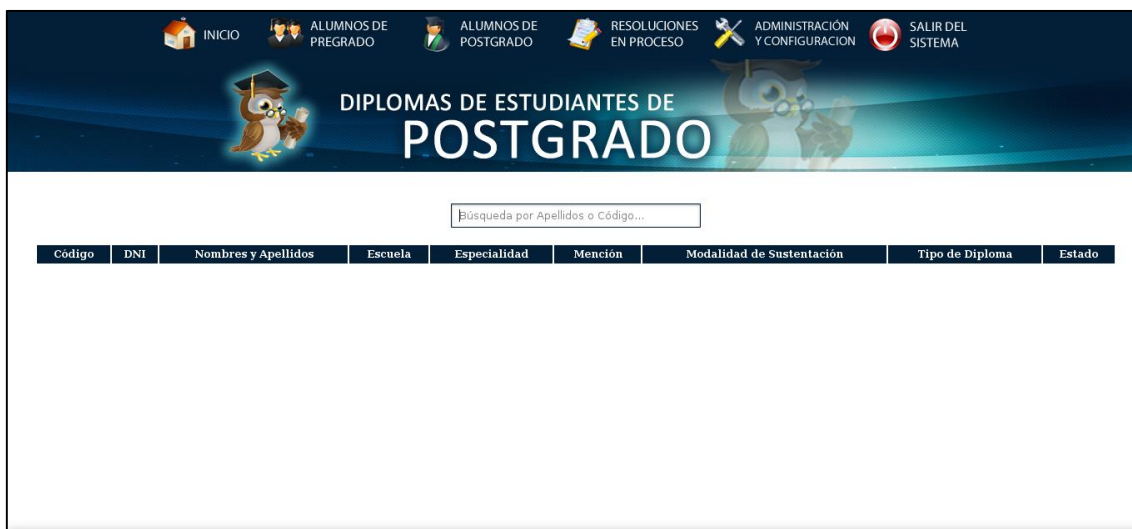 INICIO
ALUMNOS DE
PREGRADO
ALUMNOS DE
POSTGRADO
RESOLUCIONES
EN PROCESO
ADMINISTRACIÓN
Y CONFIGURACION
SALIR DEL
SISTEMA
DIPLOMAS DE ESTUDIANTES DE
POSTGRADO
Búsqueda por Apellidos o Código...
Código DNI Nombres y Apellidos Escuela Especialidad Mención Modalidad de Sustentación Tipo de Diploma Estado